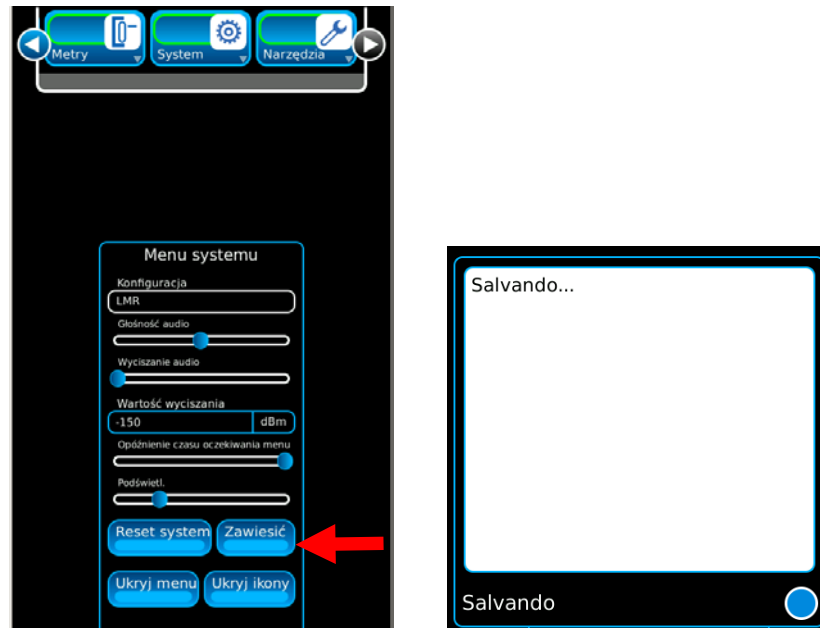 Metry
System
Narzędzia
Menu systemu
Konfiguracja
LMR
Głośność audio
Wyciszanie audio
Wartość wyciszania
-150 dBm
Opóźnienie czasu oczekiwania menu
Podświetl.
Reset system Zawiesić
Ukryj menu Ukryj ikony
Salvando...
Salvando